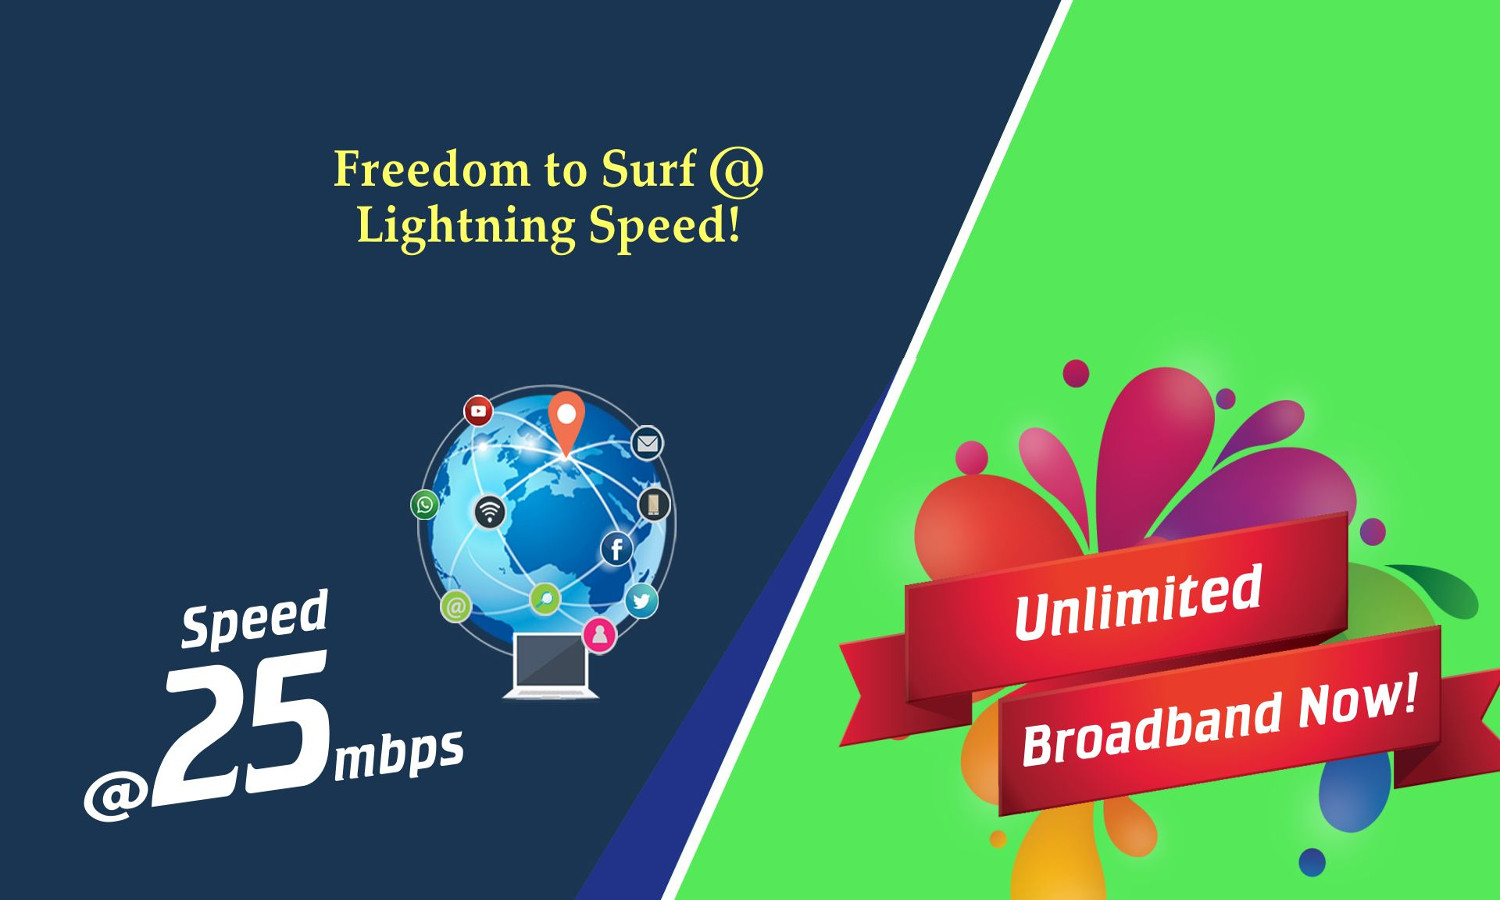 Freedom to Surf @
Lightning Speed!
Speed
@25mbps
Unlimited
Broadband Now!